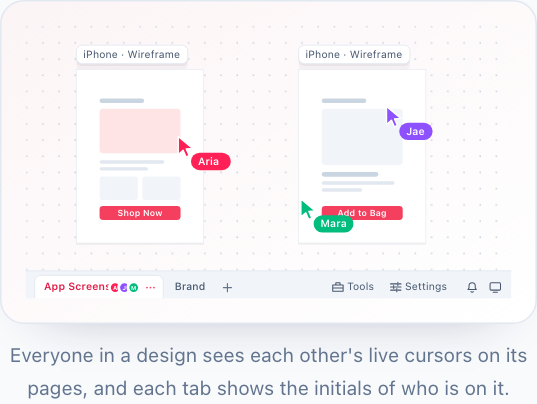 iPhone · Wireframe
iPhone · Wireframe
Jae
Aria
Shop Now
Add to Bag
Mara
App Screens A J M ··· Brand + Tools Settings
Everyone in a design sees each other's live cursors on its
pages, and each tab shows the initials of who is on it.